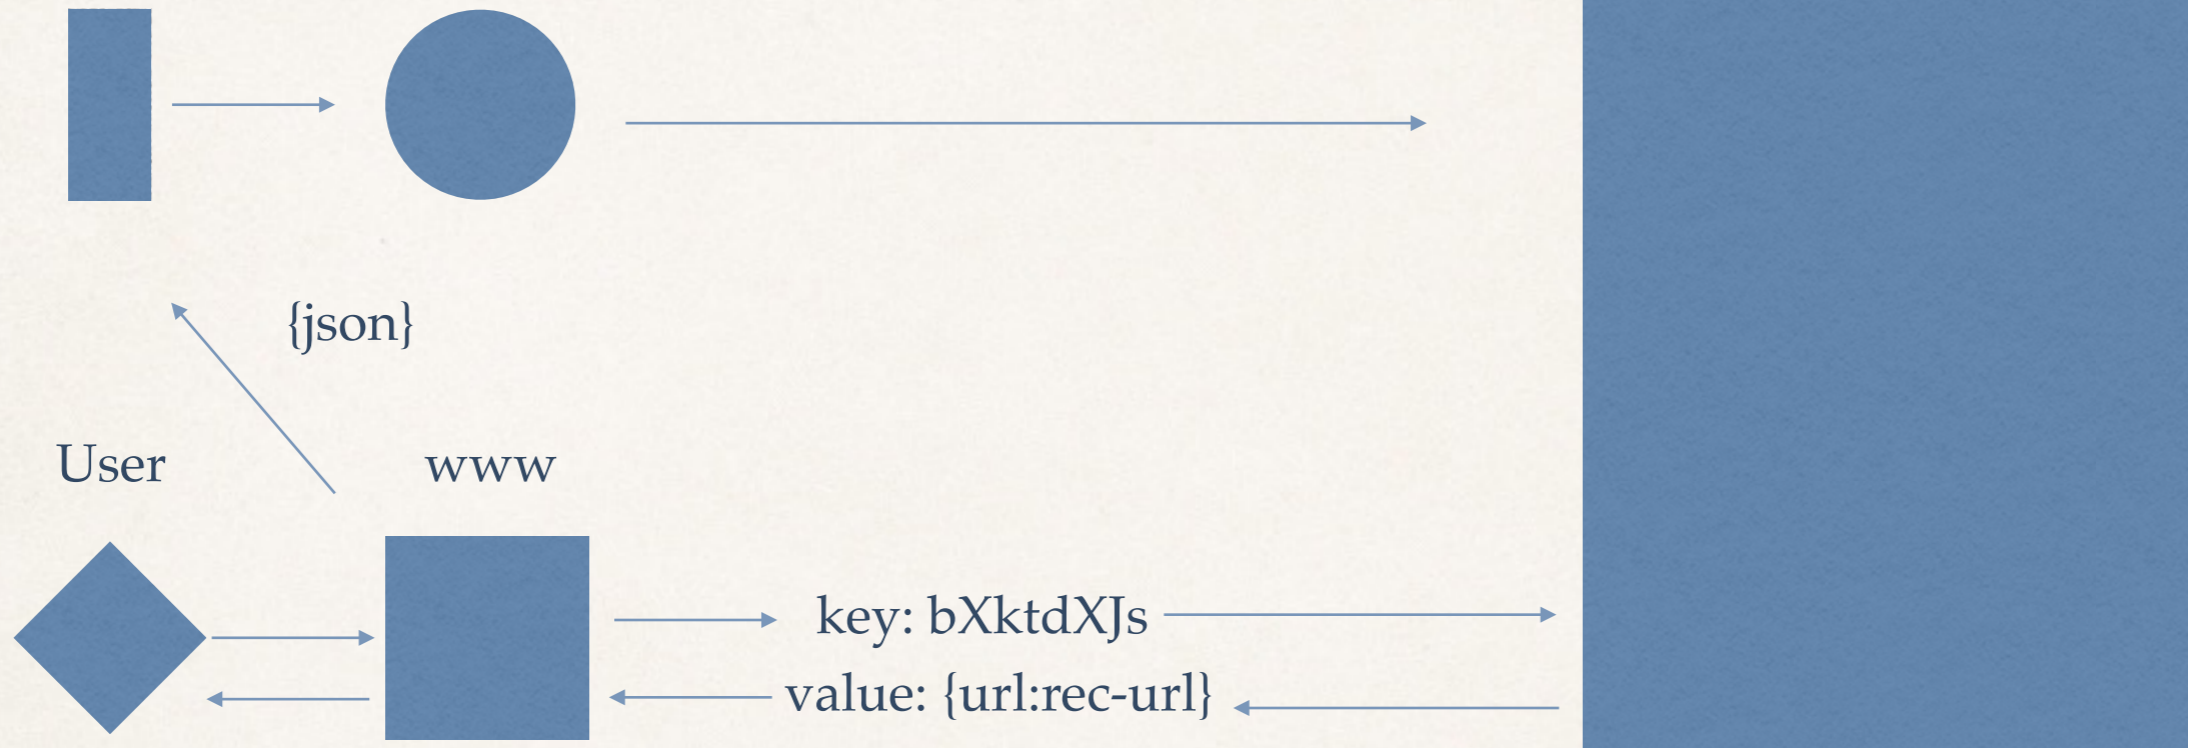 {json}
User
www
key: bXktdXJs
value: {url:rec-url}